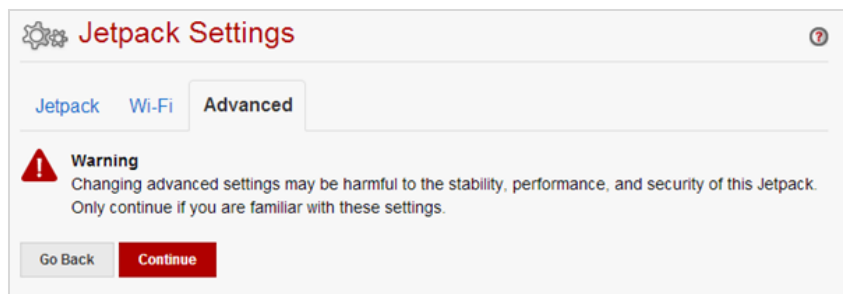 Jetpack Settings
?
Jetpack Wi-Fi Advanced
Warning
Changing advanced settings may be harmful to the stability, performance, and security of this Jetpack.
Only continue if you are familiar with these settings.
Go Back Continue